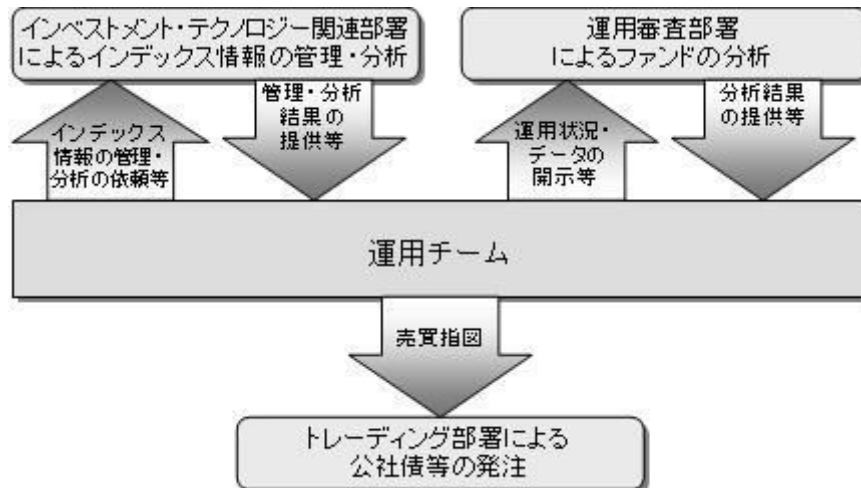 インベストメント・テクノロジー関連部署
によるインデックス情報の管理・分析
運用審査部署
によるファンドの分析
インデックス
情報の管理・
分析の依頼等
管理・分析
結果の
提供等
運用状況・
データの
開示等
分析結果
の提供等
運用チーム
売買指図
トレーディング部署による
公社債等の発注